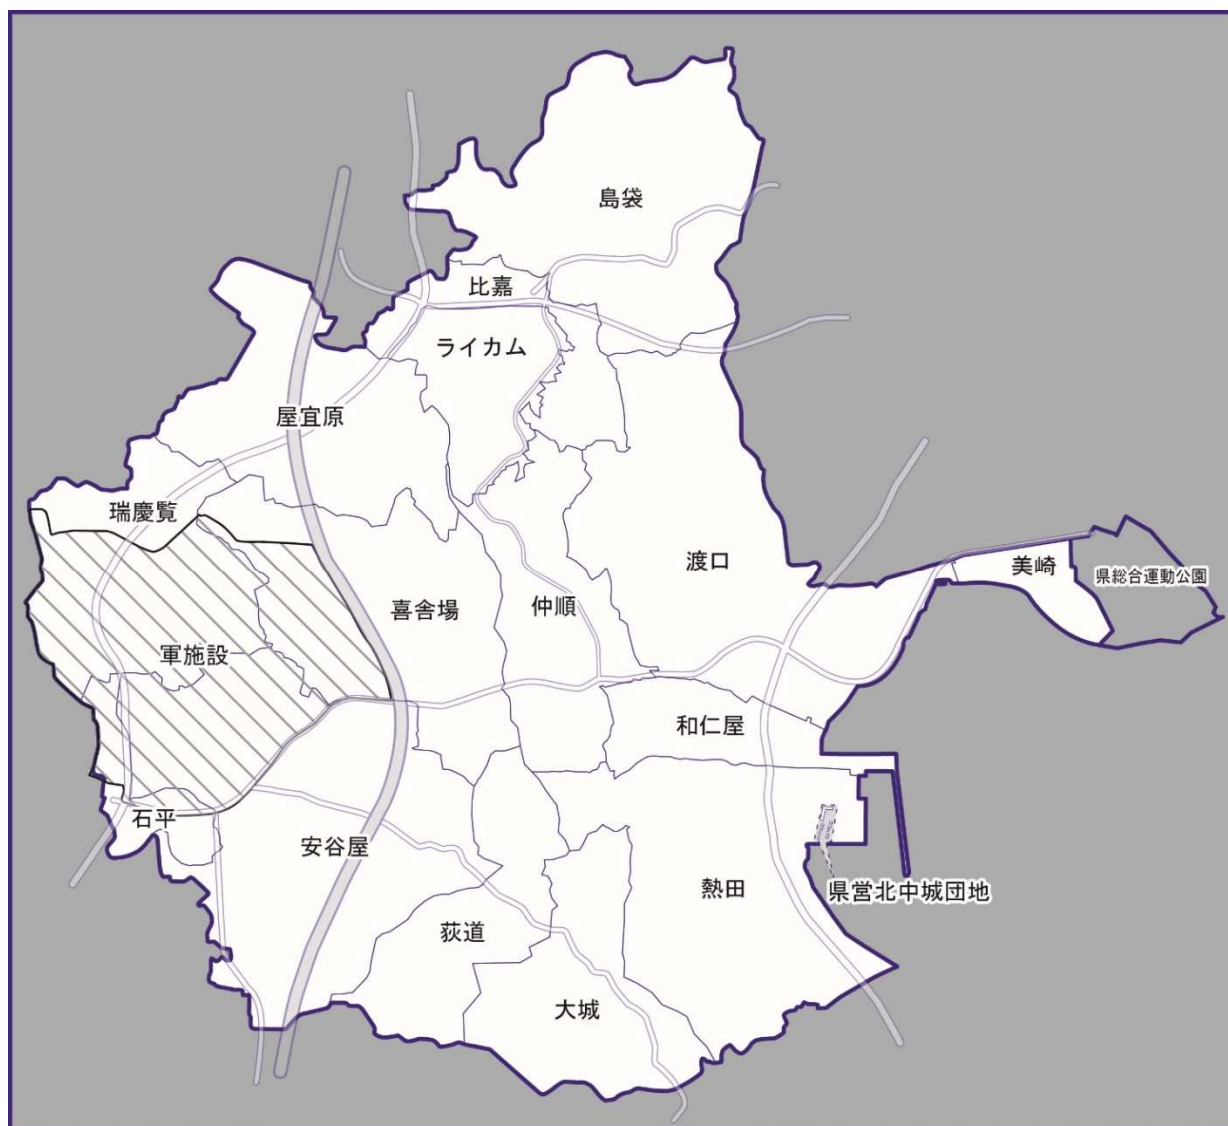 島袋
比嘉
ライカム
屋宜原
瑞慶覧
渡口
美崎
県総合運動公園
喜舎場
仲順
軍施設
和仁屋
石平
安谷屋
熱田
県営北中城団地
荻道
大城